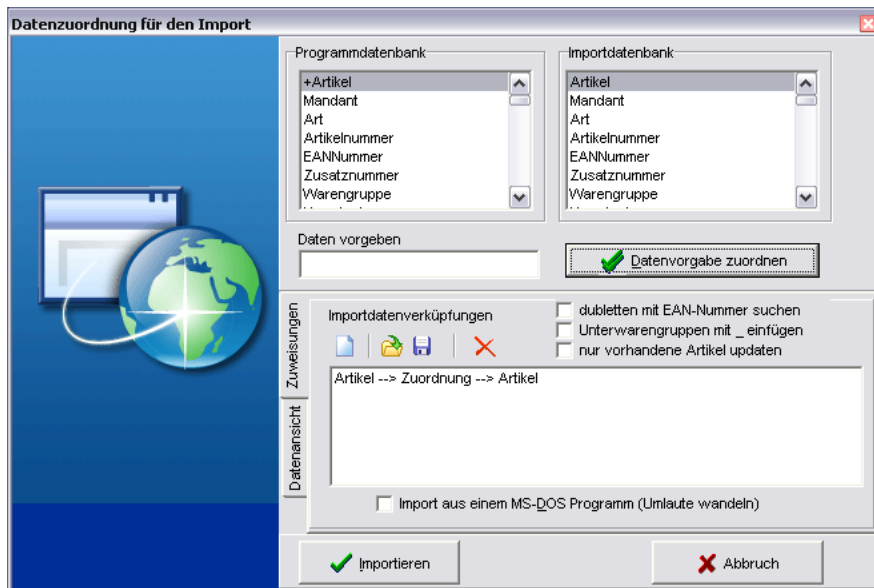 Datenzuordnung für den Import
Programmdatenbank
+Artikel
Mandant
Art
Artikelnummer
EANNummer
Zusatznummer
Warengruppe
Importdatenbank
Artikel
Mandant
Art
Artikelnummer
EANNummer
Zusatznummer
Warengruppe
Daten vorgeben
Datenvorgabe zuordnen
Zuweisungen
Datenansicht
Importdatenverküpfungen
dubletten mit EAN-Nummer suchen
Unterwarengruppen mit _ einfügen
nur vorhandene Artikel updaten
Artikel --> Zuordnung --> Artikel
Import aus einem MS-DOS Programm (Umlaute wandeln)
Importieren
Abbruch